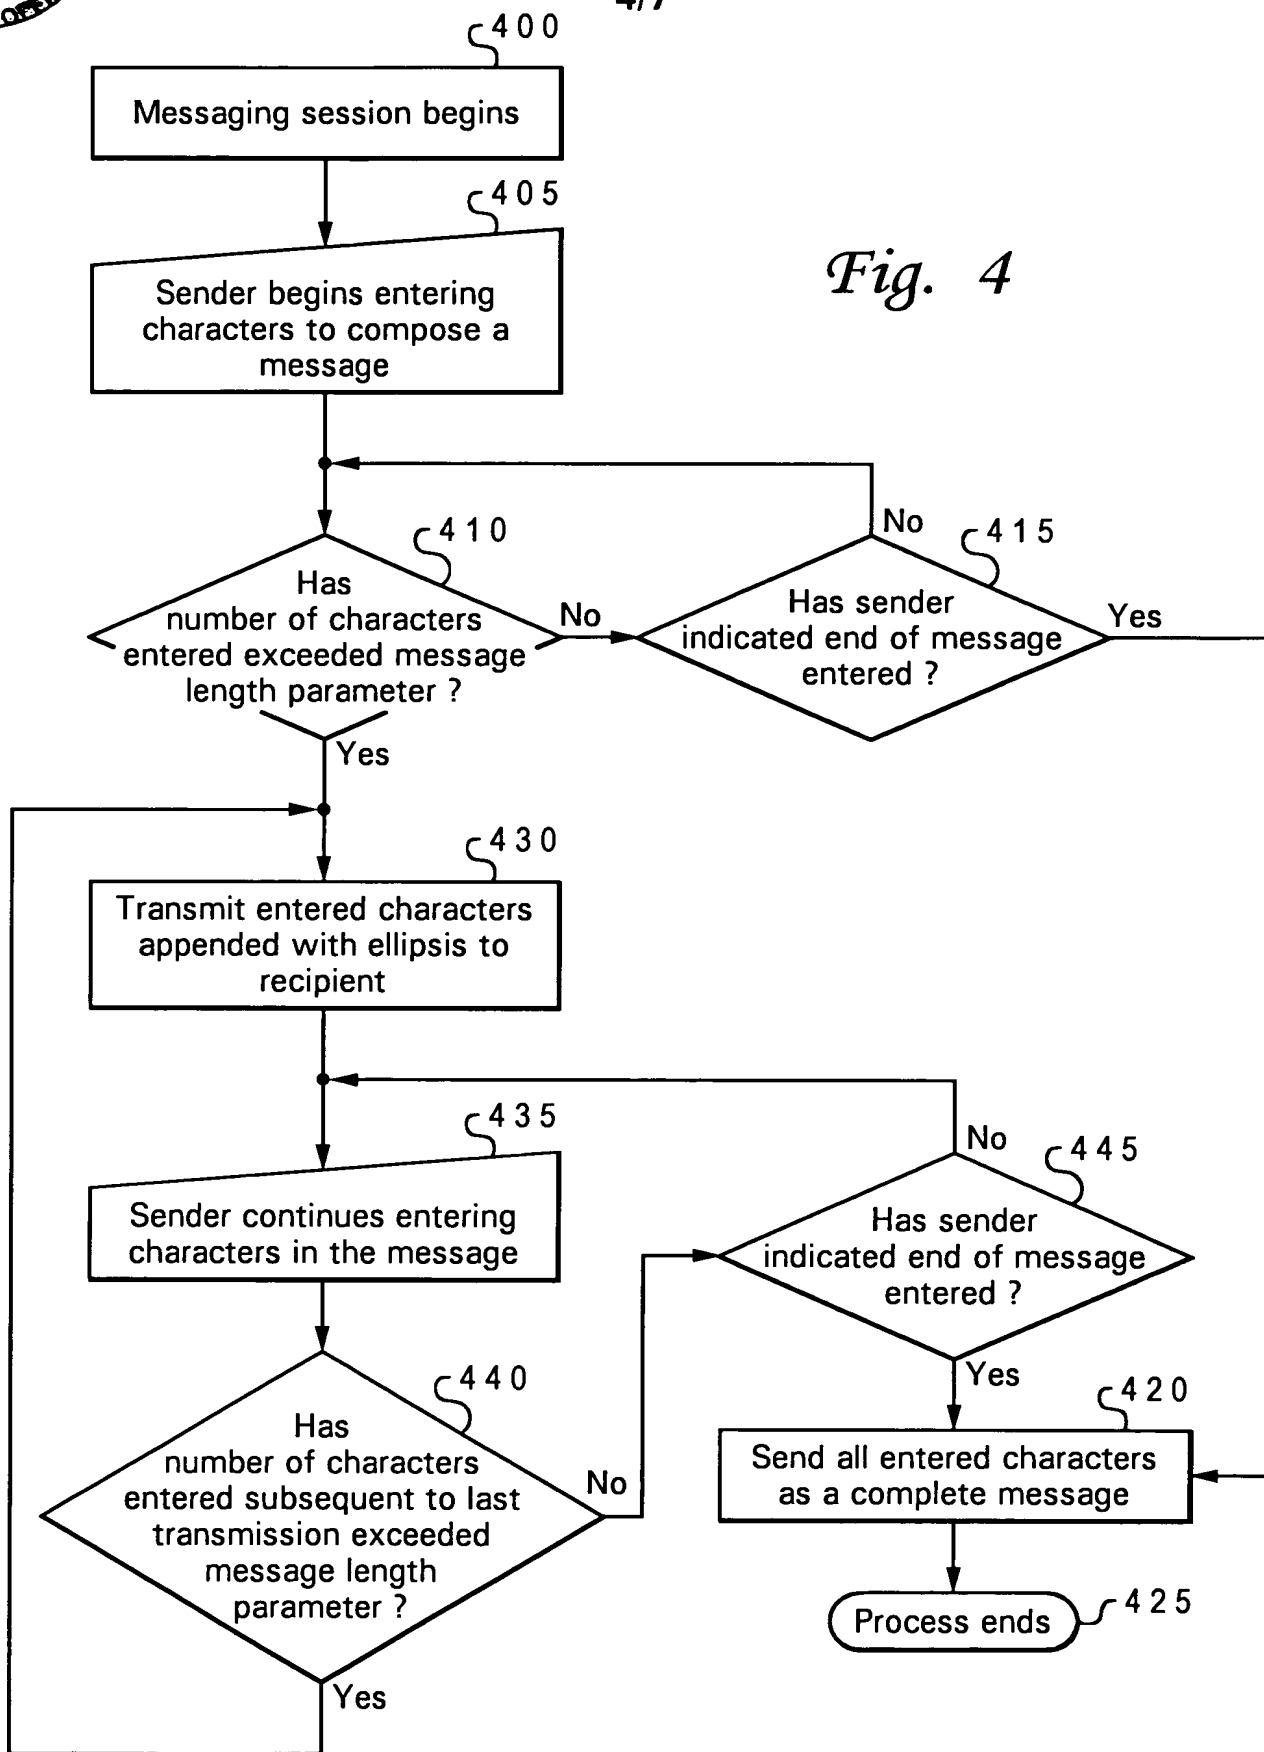 400
Messaging session begins
405
Sender begins entering
characters to compose a
message
Fig. 4
410
Has
number of characters
entered exceeded message
length parameter ?
No
415
No
Has sender
indicated end of message
entered ?
Yes
Yes
430
Transmit entered characters
appended with ellipsis to
recipient
435
Sender continues entering
characters in the message
No
445
Has sender
indicated end of message
entered ?
Yes
440
Has
number of characters
entered subsequent to last
transmission exceeded
message length
parameter ?
No
Yes
420
Send all entered characters
as a complete message
Process ends
425